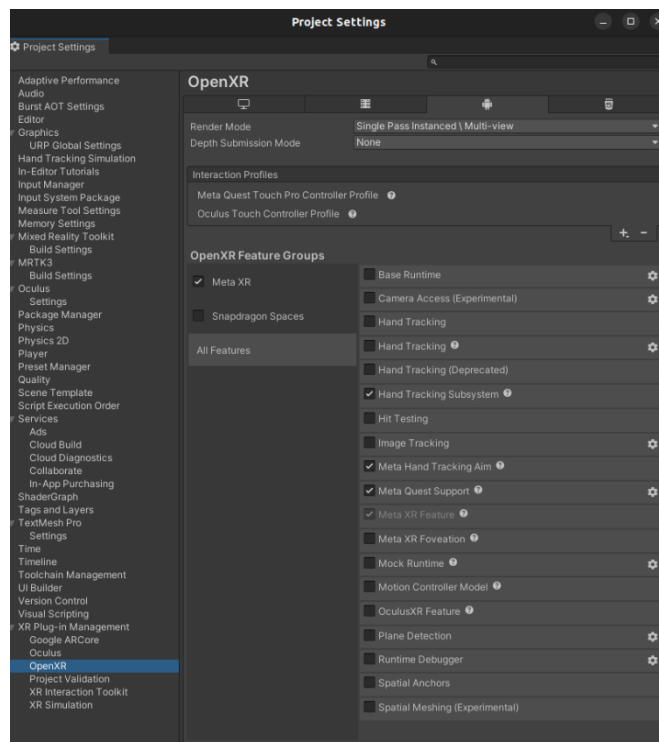 Project Settings
Project Settings
Adaptive Performance
Audio
Burst AOT Settings
Editor
Graphics
URP Global Settings
Hand Tracking Simulation
In-Editor Tutorials
Input Manager
Input System Package
Measure Tool Settings
Memory Settings
Mixed Reality Toolkit
Build Settings
MRTK3
Build Settings
Oculus
Settings
Package Manager
Physics
Physics 2D
Player
Preset Manager
Quality
Scene Template
Script Execution Order
Services
Ads
Cloud Build
Cloud Diagnostics
Collaborate
In-App Purchasing
ShaderGraph
Tags and Layers
TextMesh Pro
Settings
Time
Timeline
Toolchain Management
UI Builder
Version Control
Visual Scripting
XR Plug-in Management
Google ARCore
Oculus
OpenXR
Project Validation
XR Interaction Toolkit
XR Simulation
OpenXR
Render Mode Single Pass Instanced \ Multi-view
Depth Submission Mode None
Interaction Profiles
Meta Quest Touch Pro Controller Profile
Oculus Touch Controller Profile
OpenXR Feature Groups
Meta XR
Snapdragon Spaces
All Features
Base Runtime
Camera Access (Experimental)
Hand Tracking
Hand Tracking
Hand Tracking (Deprecated)
Hand Tracking Subsystem
Hit Testing
Image Tracking
Meta Hand Tracking Aim
Meta Quest Support
Meta XR Feature
Meta XR Foveation
Mock Runtime
Motion Controller Model
OculusXR Feature
Plane Detection
Runtime Debugger
Spatial Anchors
Spatial Meshing (Experimental)